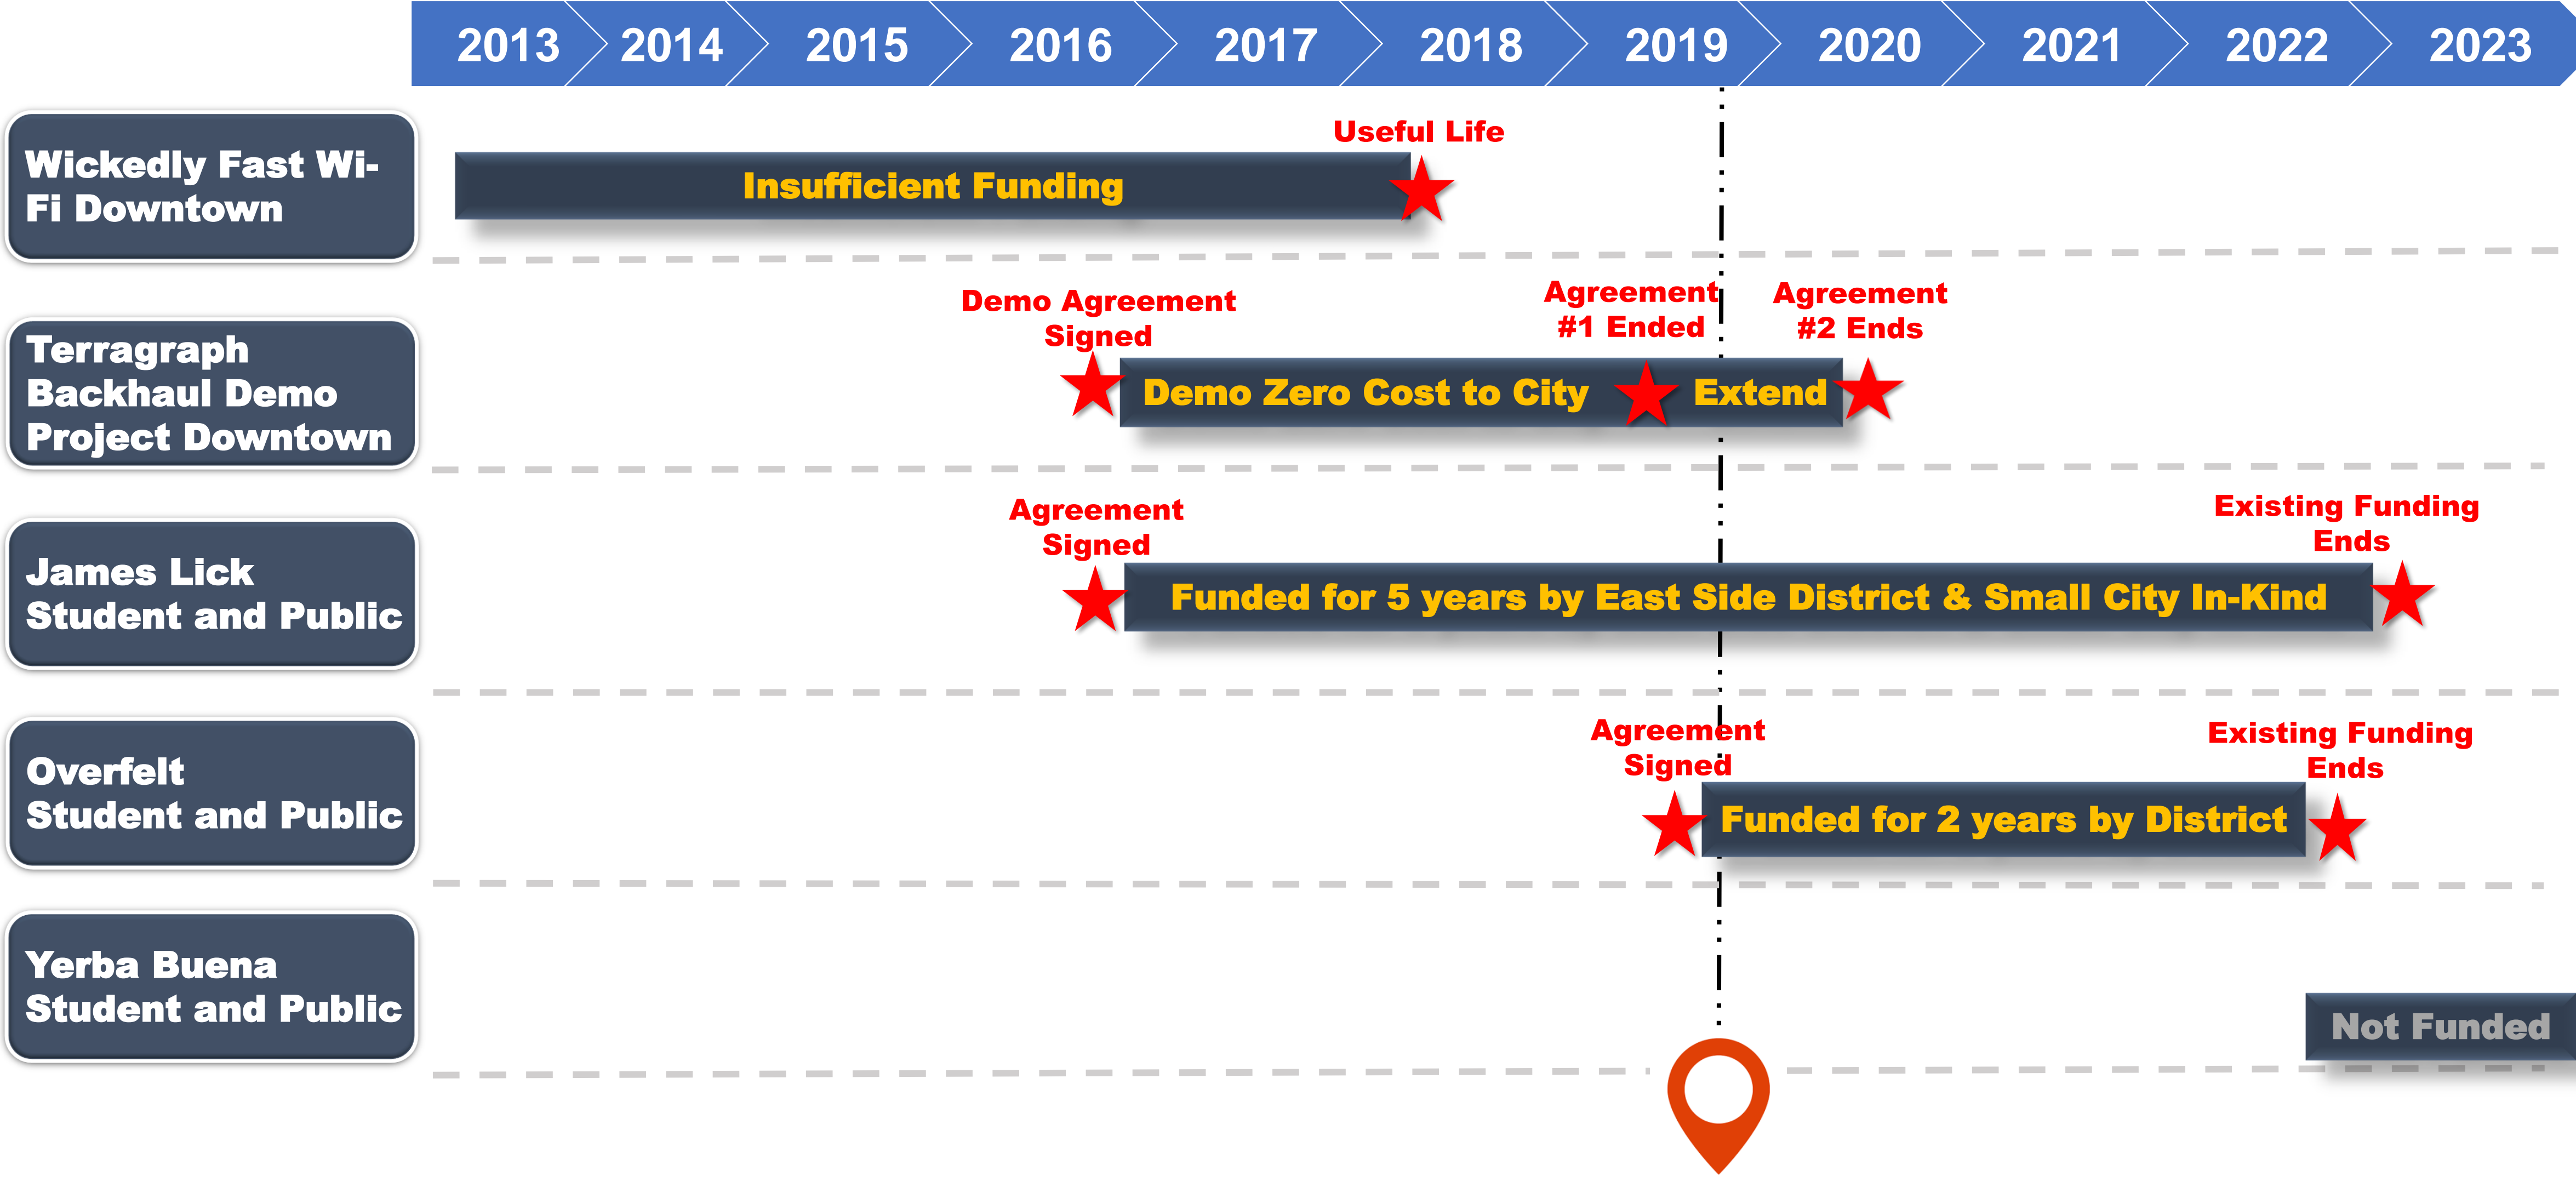 2013 2014 2015 2016 2017 2018 2019 2020 2021 2022 2023
Useful Life
Wickedly Fast Wi-
Fi Downtown
Insufficient Funding
Demo Agreement
Signed
Agreement
#1 Ended
Agreement
#2 Ends
Terragraph
Backhaul Demo
Project Downtown
Demo Zero Cost to City
Extend
Agreement
Signed
Existing Funding
Ends
James Lick
Student and Public
Funded for 5 years by East Side District & Small City In-Kind
Agreement
Signed
Existing Funding
Ends
Overfelt
Student and Public
Funded for 2 years by District
Yerba Buena
Student and Public
Not Funded